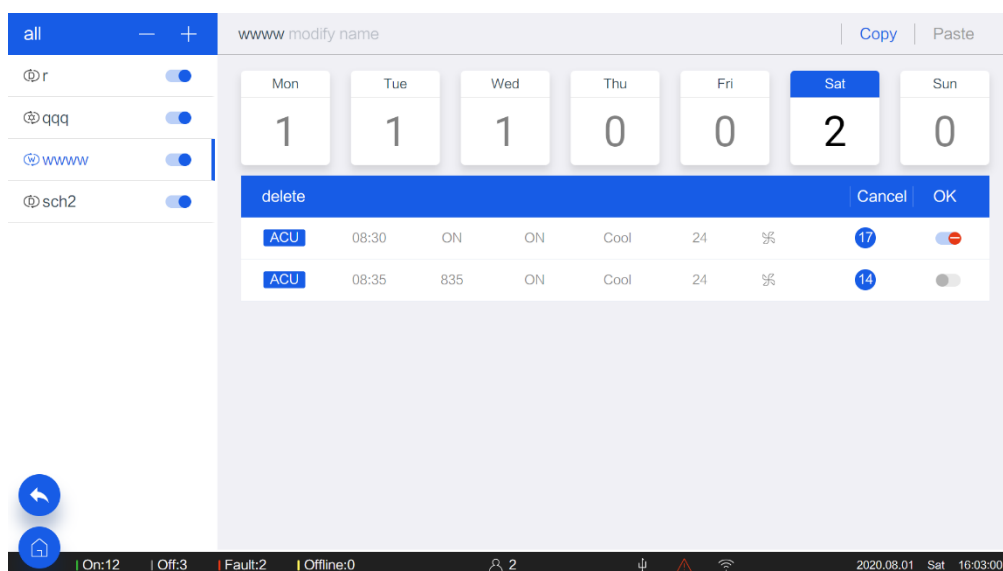 all − + wwww modify name Copy Paste
r
qqq
wwww
sch2
Mon Tue Wed Thu Fri Sat Sun
1 1 1 0 0 2 0
delete Cancel OK
ACU 08:30 ON ON Cool 24 17
ACU 08:35 835 ON Cool 24 14
On:12 Off:3 Fault:2 Offline:0 2 2020.08.01 Sat 16:03:00